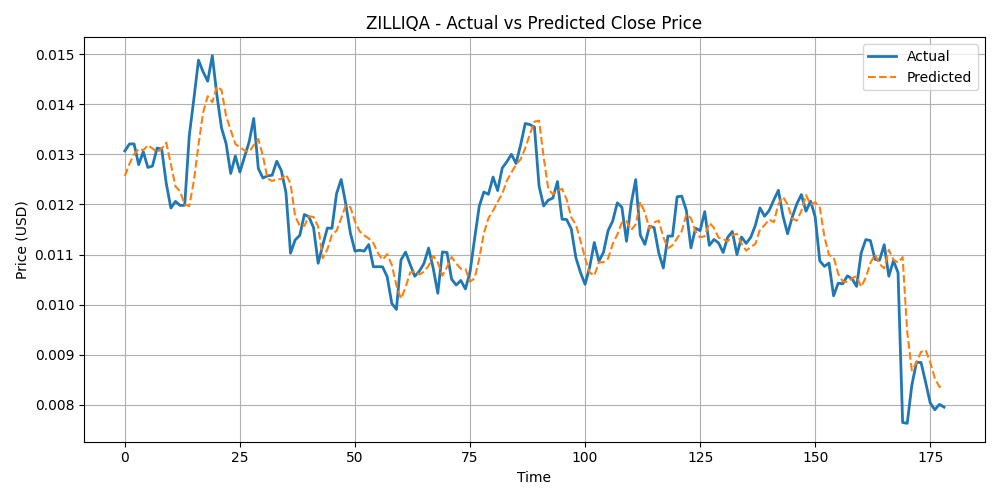 ZILLIQA - Actual vs Predicted Close Price
Actual
Predicted
Price (USD)
0.015
0.014
0.013
0.012
0.011
0.010
0.009
0.008
0 25 50 75 100 125 150 175
Time